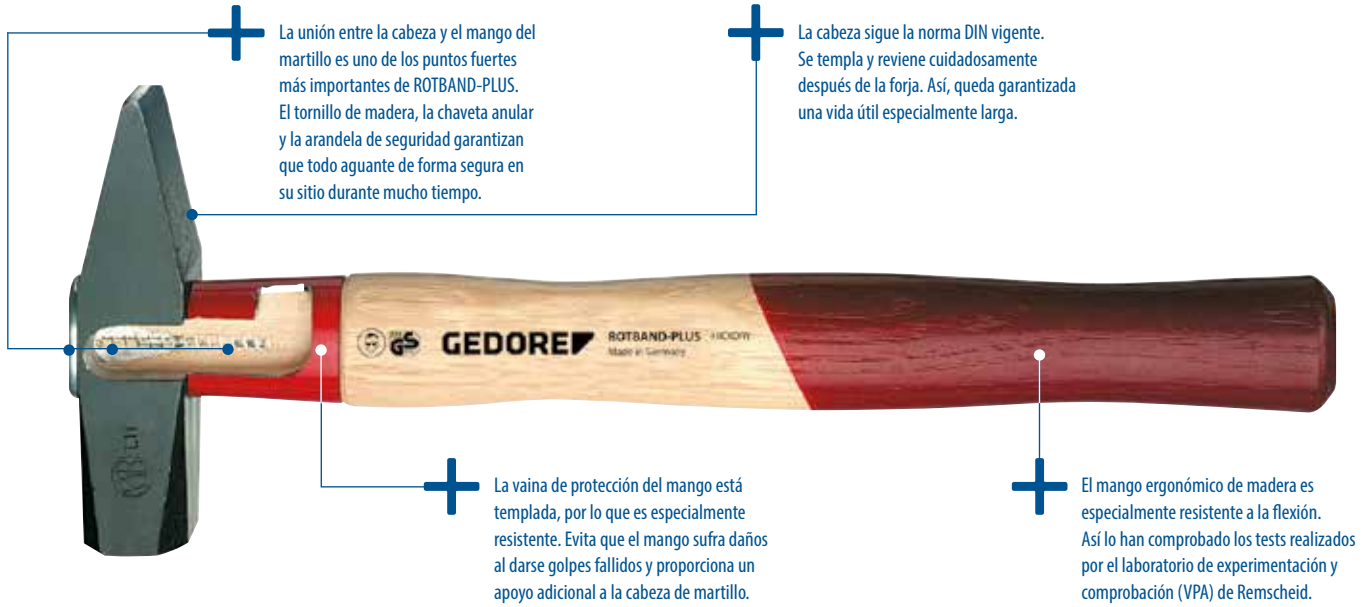 La unión entre la cabeza y el mango del
martillo es uno de los puntos fuertes
más importantes de ROTBAND-PLUS.
El tornillo de madera, la chaveta anular
y la arandela de seguridad garantizan
que todo aguante de forma segura en
su sitio durante mucho tiempo.
La cabeza sigue la norma DIN vigente.
Se templa y reviene cuidadosamente
después de la forja. Así, queda garantizada
una vida útil especialmente larga.
GS GEDORE ROTBAND-PLUS HICKORY
Made in Germany
La vaina de protección del mango está
templada, por lo que es especialmente
resistente. Evita que el mango sufra daños
al darse golpes fallidos y proporciona un
apoyo adicional a la cabeza de martillo.
El mango ergonómico de madera es
especialmente resistente a la flexión.
Así lo han comprobado los tests realizados
por el laboratorio de experimentación y
comprobación (VPA) de Remscheid.